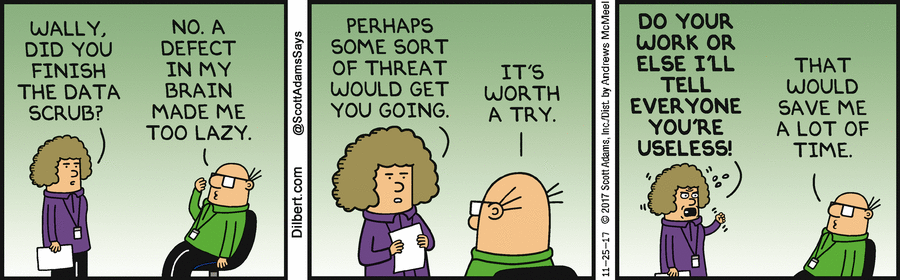 WALLY,
DID YOU
FINISH
THE DATA
SCRUB?
NO. A
DEFECT
IN MY
BRAIN
MADE ME
TOO LAZY.
Dilbert.com @ScottAdamsSays
PERHAPS
SOME SORT
OF THREAT
WOULD GET
YOU GOING.
IT'S
WORTH
A TRY.
11-25-17 © 2017 Scott Adams, Inc./Dist. by Andrews McMeel
DO YOUR
WORK OR
ELSE I'LL
TELL
EVERYONE
YOU'RE
USELESS!
THAT
WOULD
SAVE ME
A LOT OF
TIME.